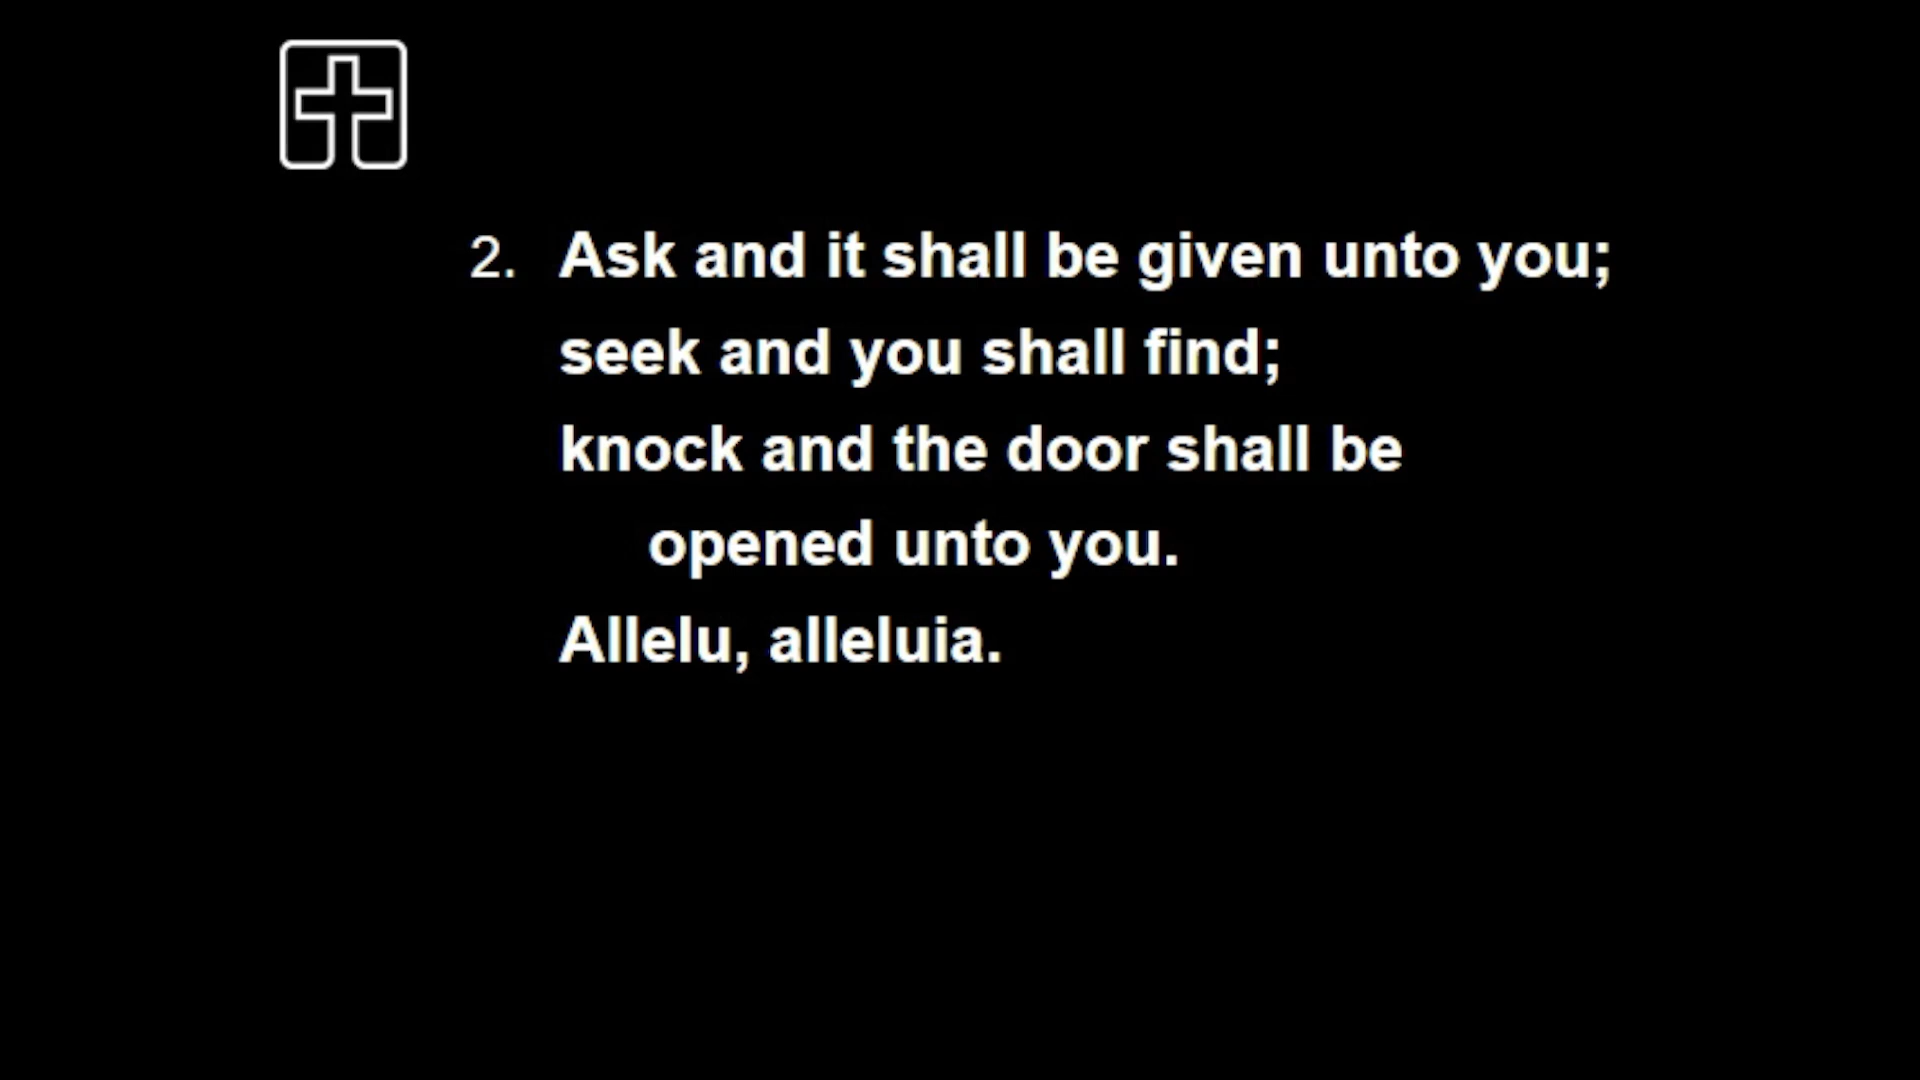 2. Ask and it shall be given unto you;
seek and you shall find;
knock and the door shall be
opened unto you.
Allelu, alleluia.